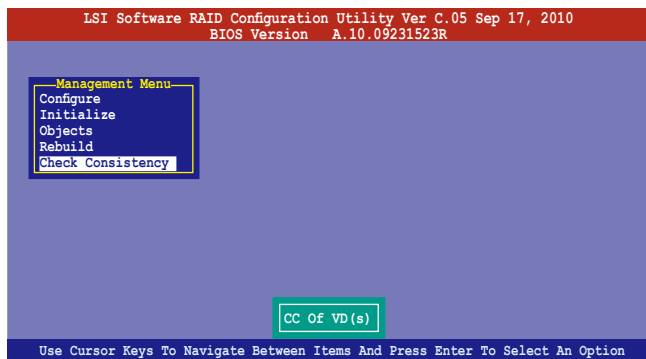 LSI Software RAID Configuration Utility Ver C.05 Sep 17, 2010
BIOS Version A.10.09231523R
Management Menu
Configure
Initialize
Objects
Rebuild
Check Consistency
CC Of VD(s)
Use Cursor Keys To Navigate Between Items And Press Enter To Select An Option